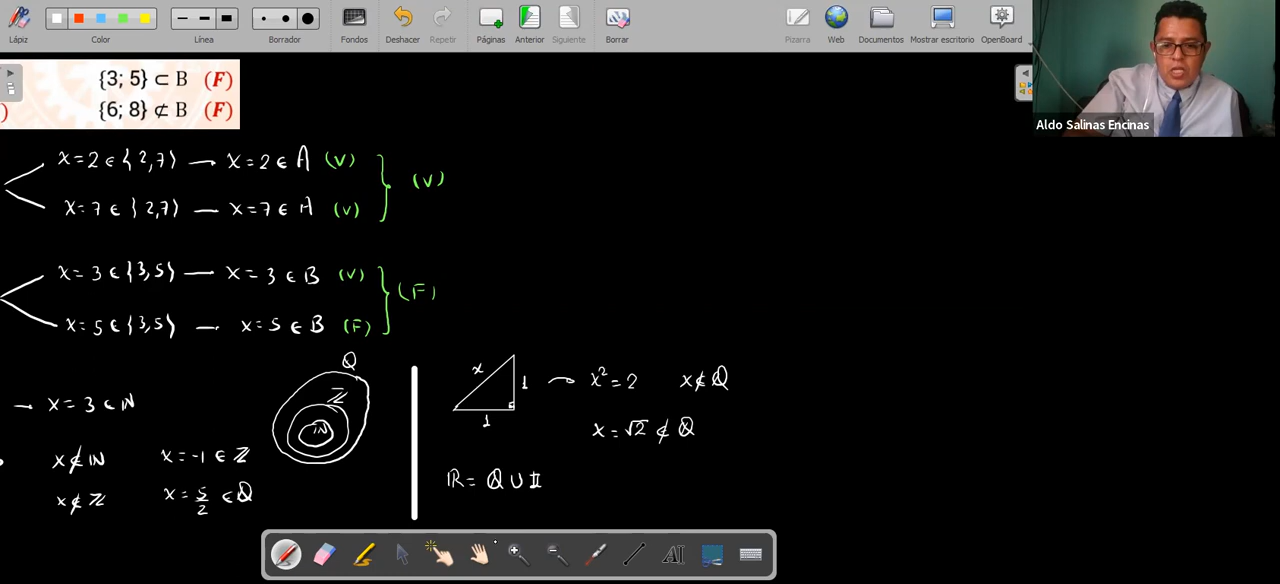 Lápiz Color Línea Borrador Fondos Deshacer Repetir Páginas Anterior Siguiente Borrar Pizarra Web Documentos Mostrar escritorio OpenBoard
Aldo Salinas Encinas
{3; 5} ⊂ B (F)
) {6; 8} ⊄ B (F)
x = 2 ∈ {2,7} — x = 2 ∈ A (V)
(V)
x = 7 ∈ {2,7} — x = 7 ∈ A (V)
x = 3 ∈ {3,5} — x = 3 ∈ B (V)
(F)
x = 5 ∈ {3,5} — x = 5 ∈ B (F)
→ x = 3 ∈ ℕ
x ∉ ℕ x = -1 ∈ ℤ
x ∉ ℤ x = 5/2 ∈ ℚ
ℚ
ℤ
ℕ
x 1 → x² = 2 x ∉ ℚ
1
x = √2 ∉ ℚ
ℝ = ℚ ∪ 𝕀
AI